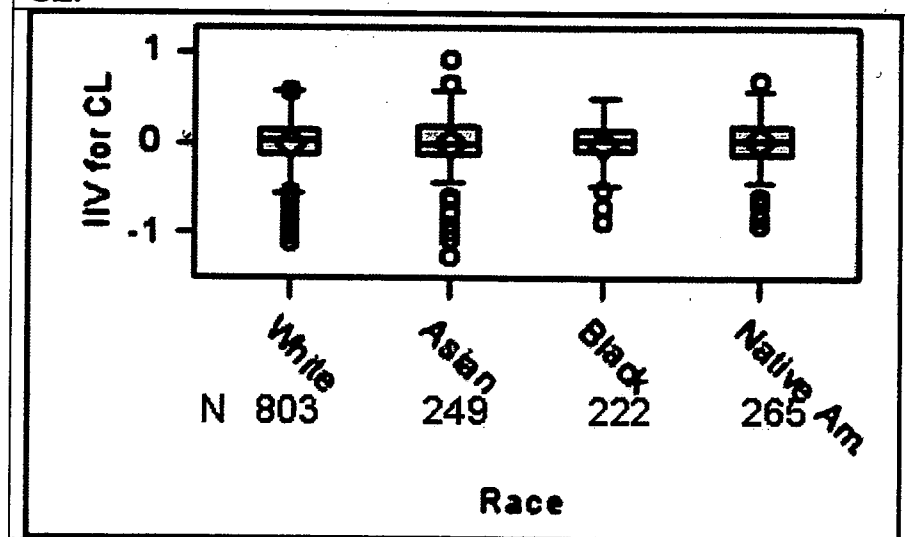 1
0
-1
IIV for CL
White Asian Black Native Am
N 803 249 222 265
Race